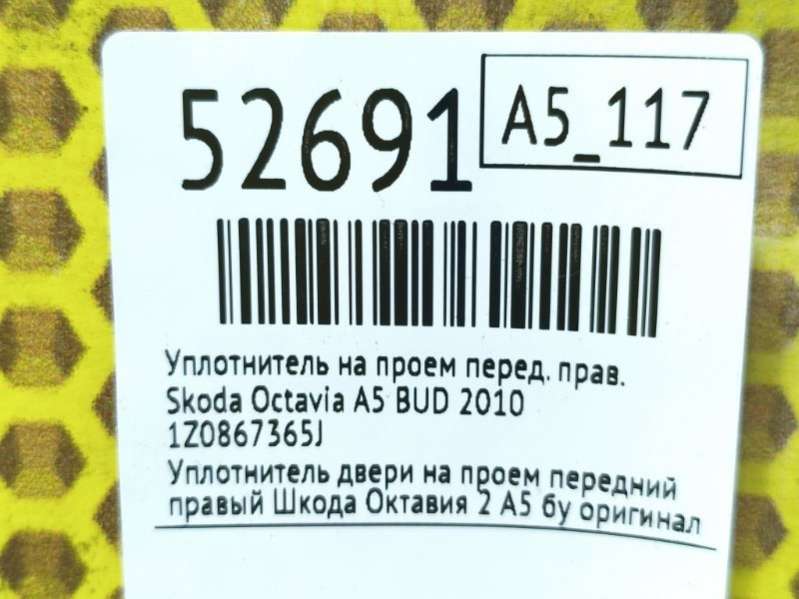 52691
A5_117
Уплотнитель на проем перед. прав.
Skoda Octavia A5 BUD 2010
1Z0867365J
Уплотнитель двери на проем передний
правый Шкода Октавия 2 А5 бу оригинал